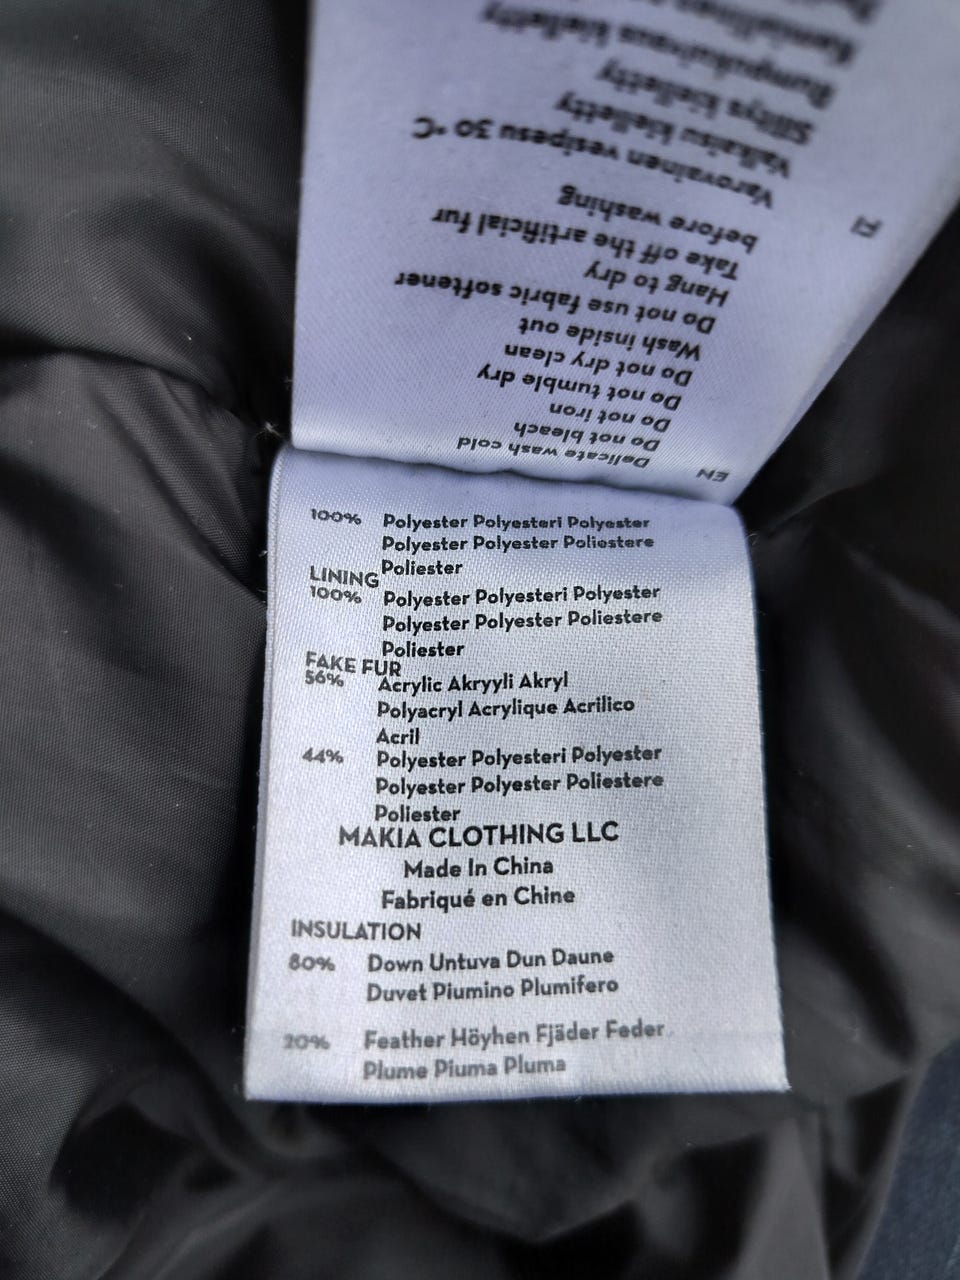 EN
Delicate wash cold
Do not bleach
Do not iron
Do not tumble dry
Do not dry clean
Wash inside out
Do not use fabric softener
Hang to dry
Take off the artificial fur
before washing
FI
Varovainen vesipesu 30 °C
Valkaisu kielletty
Silitys kielletty
Rumpukuivaus kielletty
100% Polyester Polyesteri Polyester
Polyester Polyester Poliestere
Poliester
LINING
100% Polyester Polyesteri Polyester
Polyester Polyester Poliestere
Poliester
FAKE FUR
56% Acrylic Akryyli Akryl
Polyacryl Acrylique Acrilico
Acril
44% Polyester Polyesteri Polyester
Polyester Polyester Poliestere
Poliester
MAKIA CLOTHING LLC
Made In China
Fabriqué en Chine
INSULATION
80% Down Untuva Dun Daune
Duvet Piumino Plumifero
20% Feather Höyhen Fjäder Feder
Plume Piuma Pluma